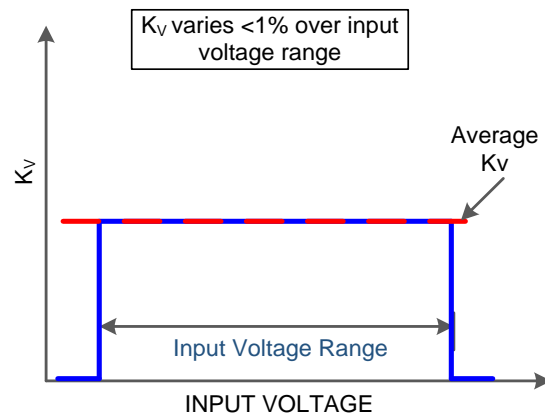 K_V varies <1% over input
voltage range
Average
Kv
K_V
Input Voltage Range
INPUT VOLTAGE